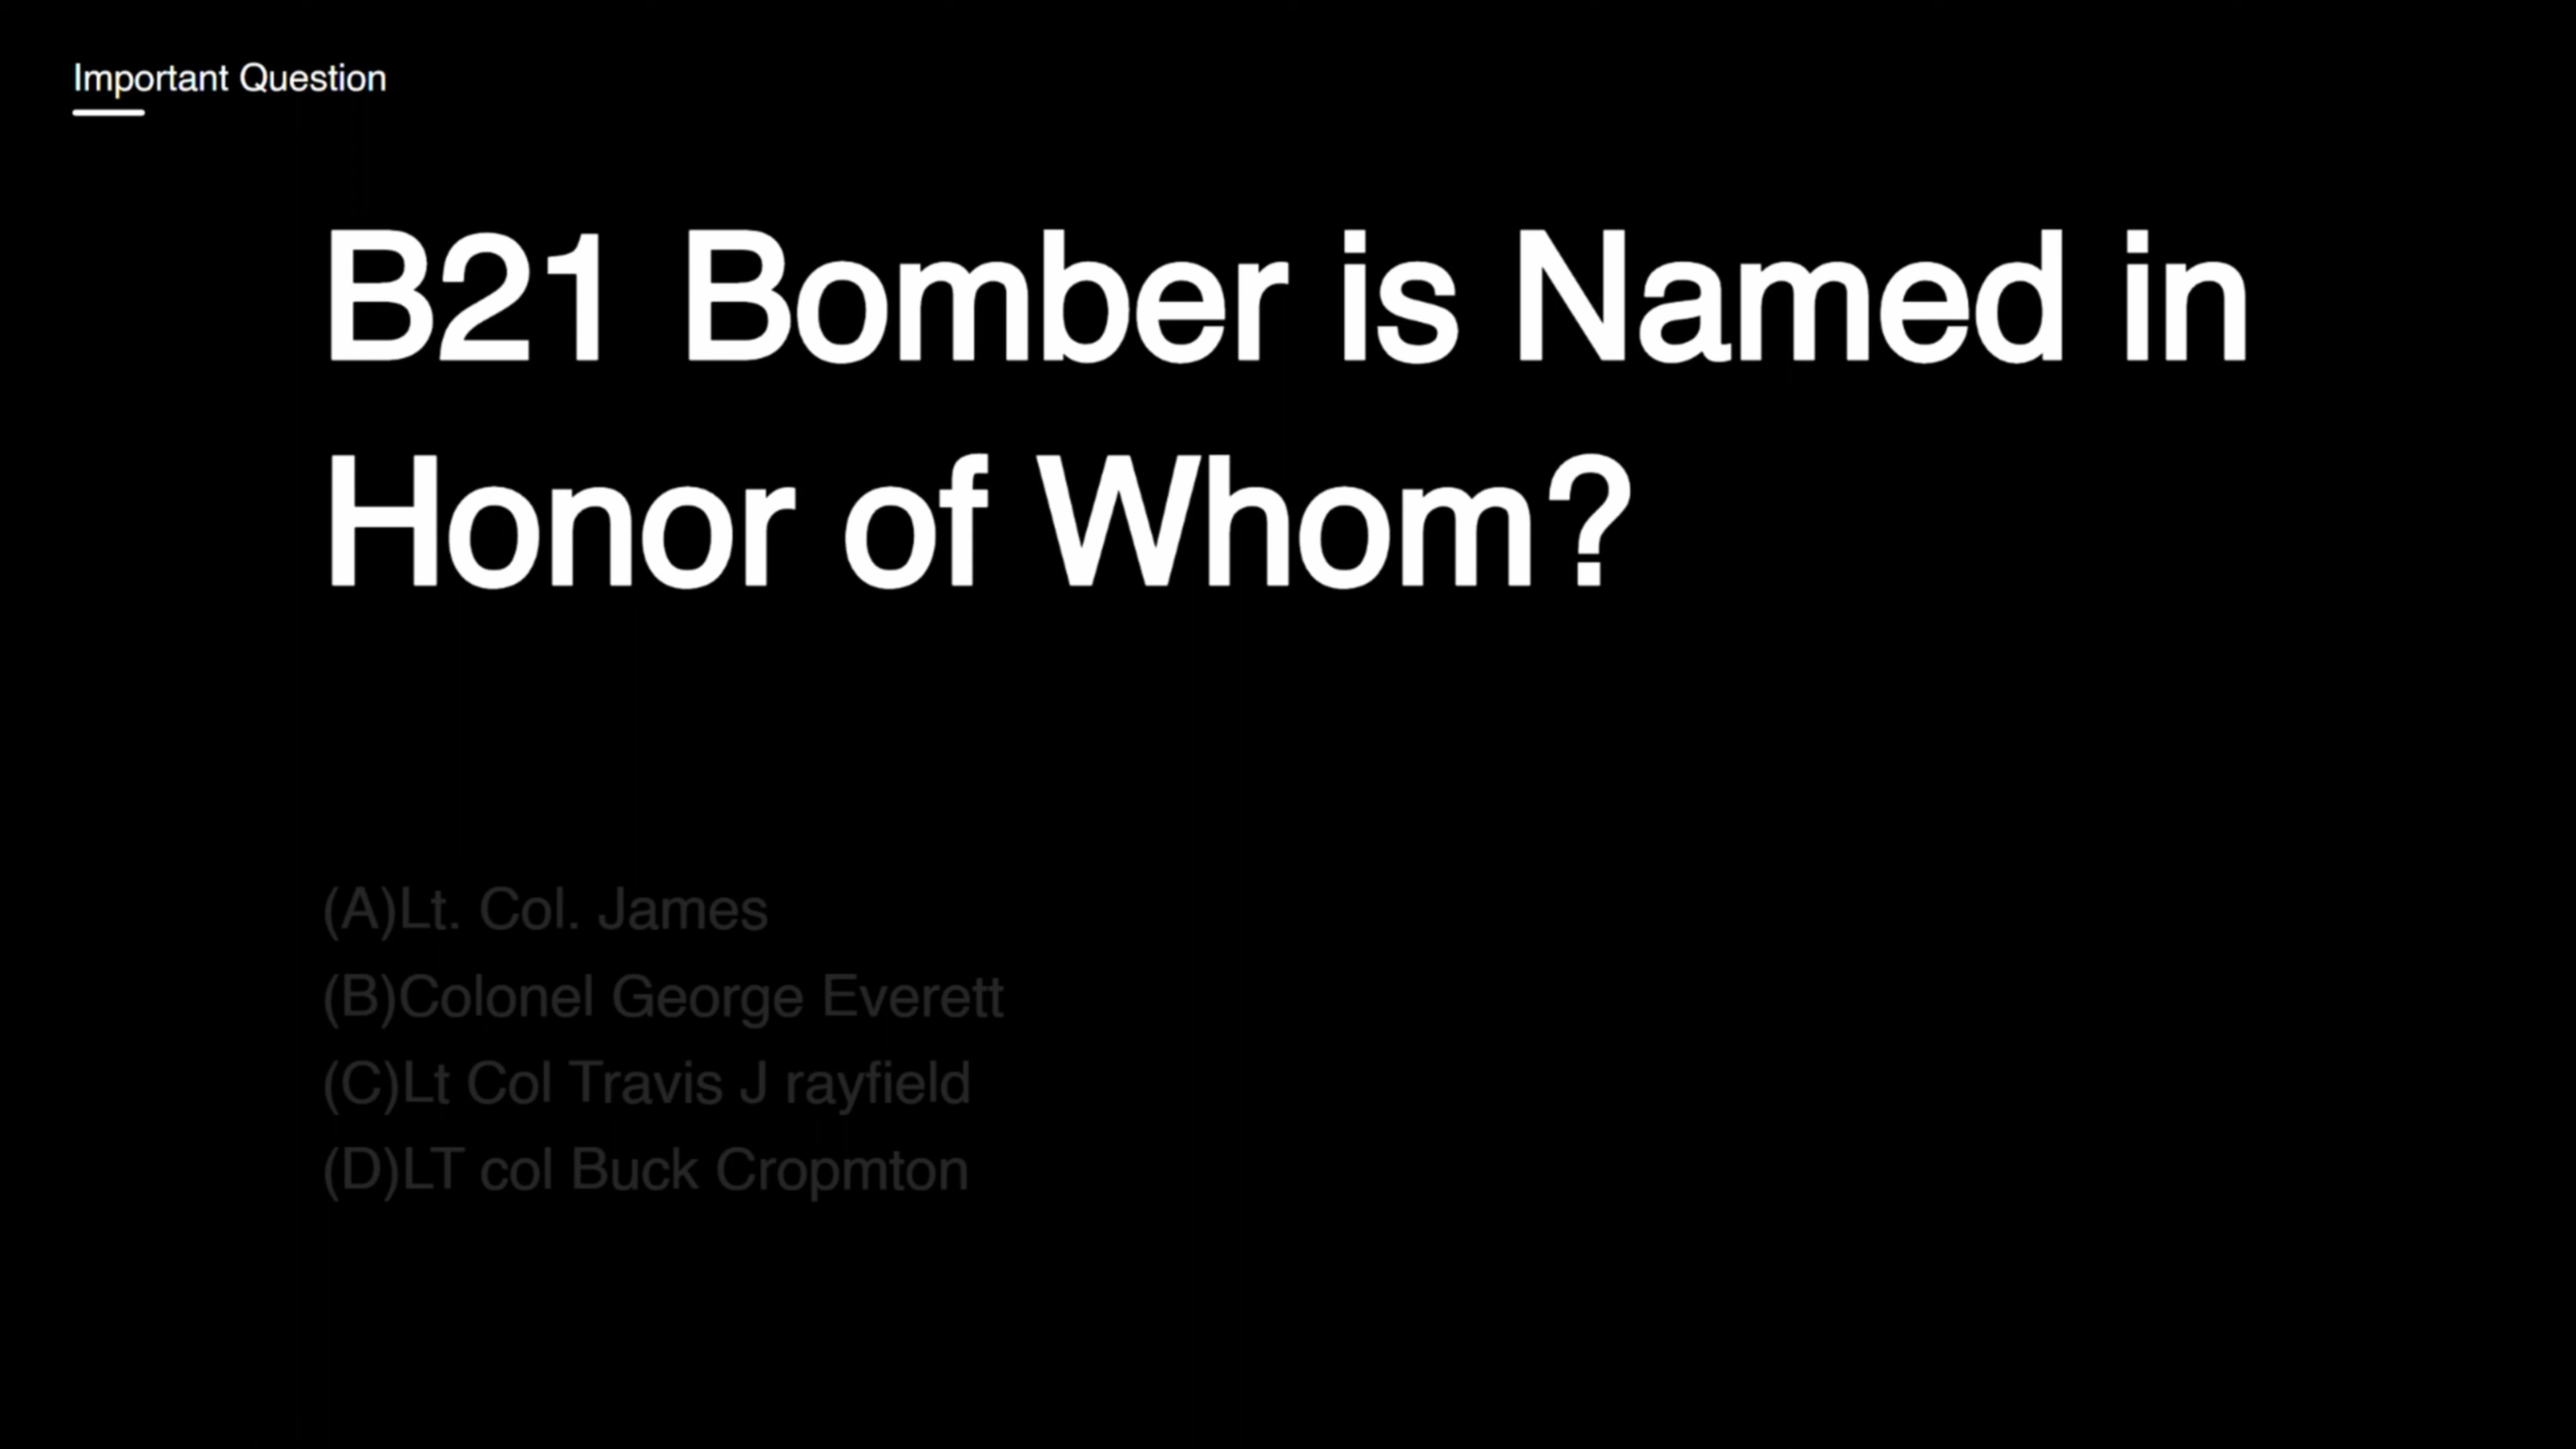 Important Question
B21 Bomber is Named in
Honor of Whom?
(A)Lt. Col. James
(B)Colonel George Everett
(C)Lt Col Travis J rayfield
(D)LT col Buck Cropmton